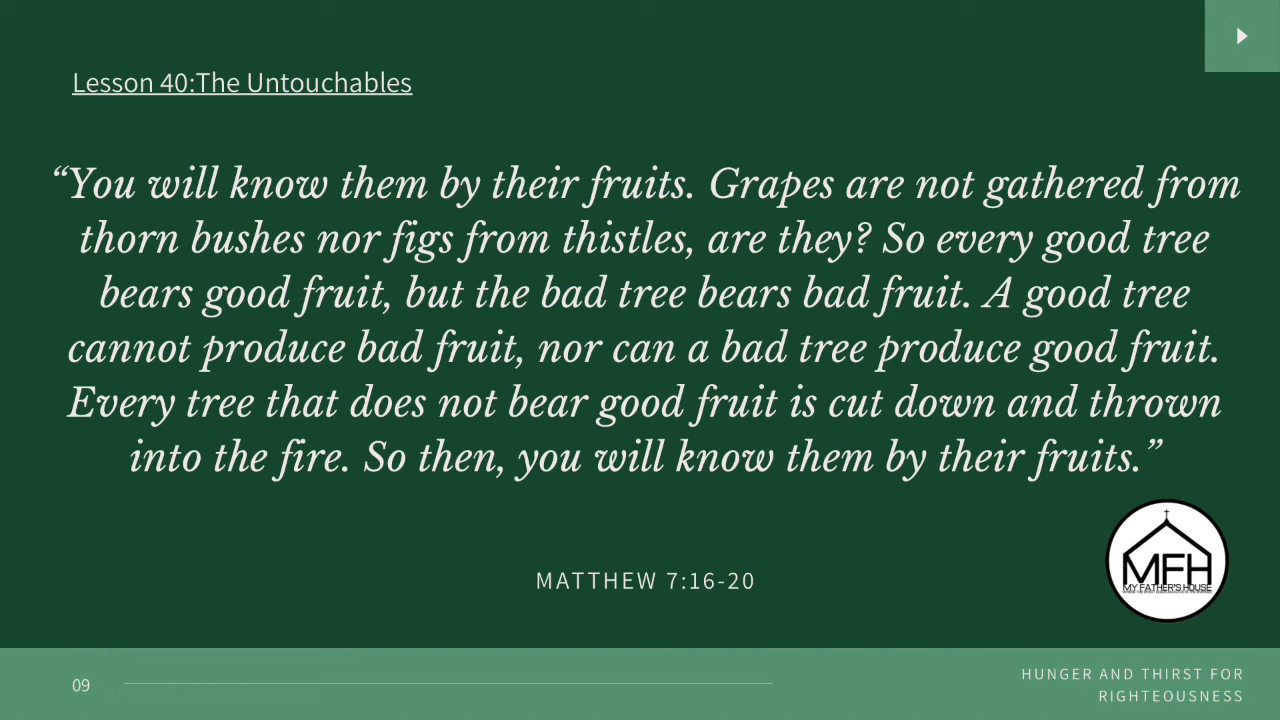 Lesson 40:The Untouchables
“You will know them by their fruits. Grapes are not gathered from
thorn bushes nor figs from thistles, are they? So every good tree
bears good fruit, but the bad tree bears bad fruit. A good tree
cannot produce bad fruit, nor can a bad tree produce good fruit.
Every tree that does not bear good fruit is cut down and thrown
into the fire. So then, you will know them by their fruits.”
MATTHEW 7:16-20
MFH
MY FATHER'S HOUSE
09
HUNGER AND THIRST FOR
RIGHTEOUSNESS